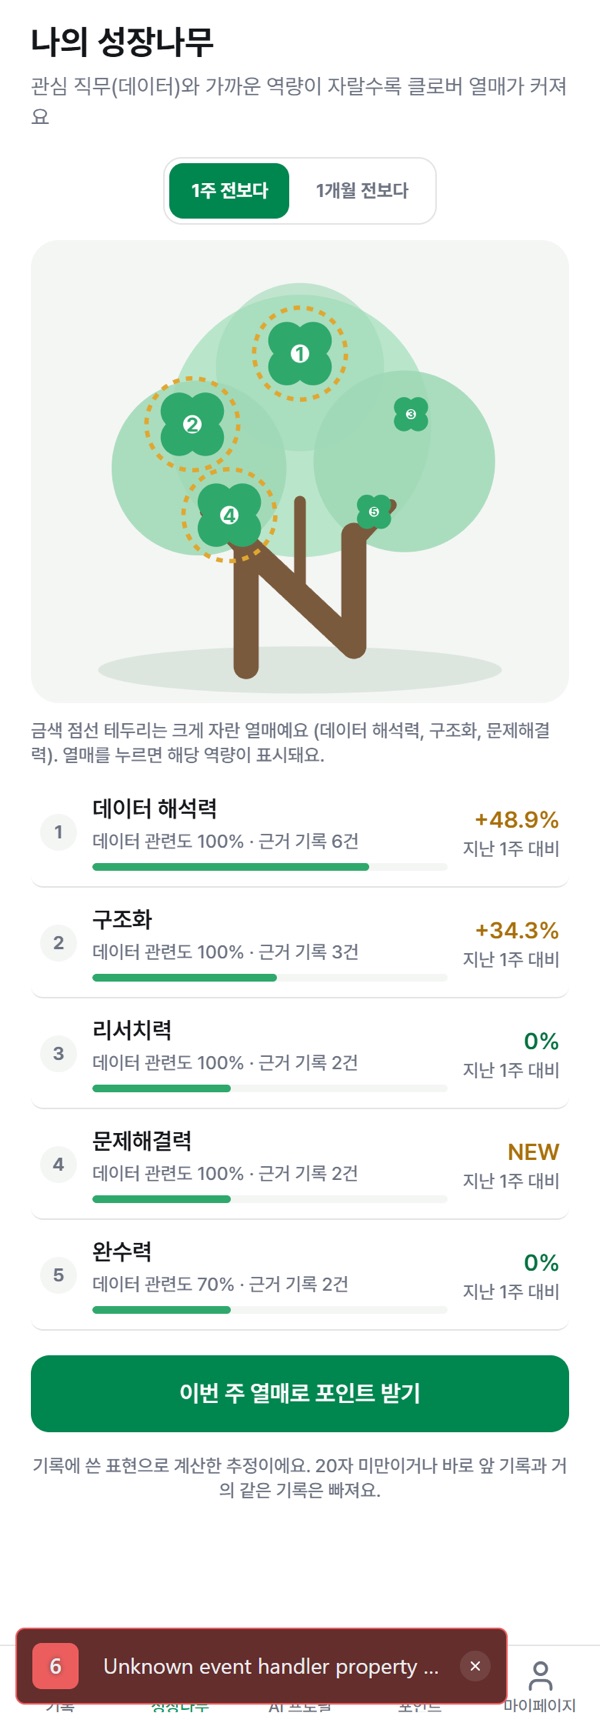 나의 성장나무
관심 직무(데이터)와 가까운 역량이 자랄수록 클로버 열매가 커져
요
1주 전보다
1개월 전보다
1
2
3
4
5
금색 점선 테두리는 크게 자란 열매예요 (데이터 해석력, 구조화, 문제해결
력). 열매를 누르면 해당 역량이 표시돼요.
1
데이터 해석력
데이터 관련도 100% · 근거 기록 6건
+48.9%
지난 1주 대비
2
구조화
데이터 관련도 100% · 근거 기록 3건
+34.3%
지난 1주 대비
3
리서치력
데이터 관련도 100% · 근거 기록 2건
0%
지난 1주 대비
4
문제해결력
데이터 관련도 100% · 근거 기록 2건
NEW
지난 1주 대비
5
완수력
데이터 관련도 70% · 근거 기록 2건
0%
지난 1주 대비
이번 주 열매로 포인트 받기
기록에 쓴 표현으로 계산한 추정이에요. 20자 미만이거나 바로 앞 기록과 거
의 같은 기록은 빠져요.
6
Unknown event handler property ...
마이페이지